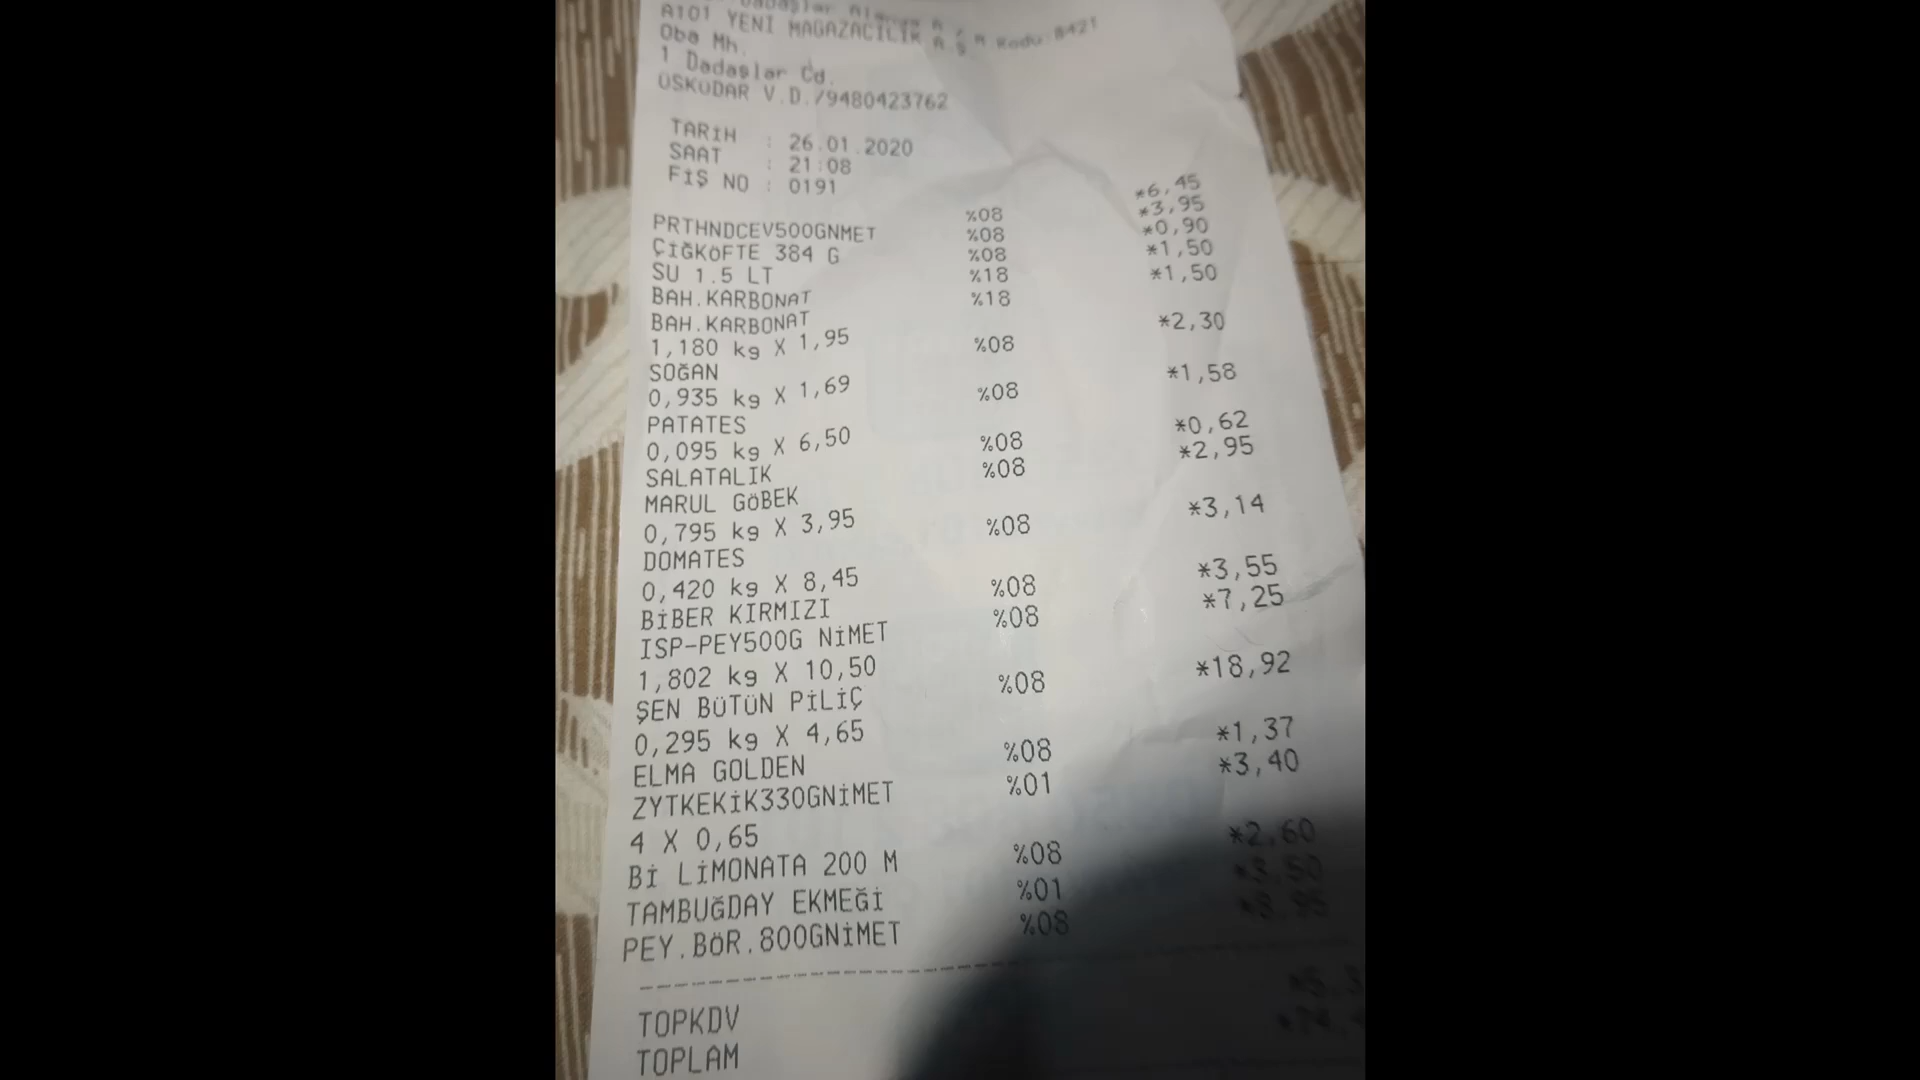 Dadaşlar Alanya A
A101 YENİ MAĞAZACILIK A.Ş. Kodu 8421
Oba Mh.
1 Dadaşlar Cd.
ÜSKÜDAR V.D./9480423762
TARİH : 26.01.2020
SAAT : 21:08
FİŞ NO : 0191
PRTHNDCEV500GNMET %08 *6,45
ÇİĞKÖFTE 384 G %08 *3,95
SU 1.5 LT %08 *0,90
BAH.KARBONAT %18 *1,50
BAH.KARBONAT %18 *1,50
1,180 kg X 1,95
SOĞAN %08 *2,30
0,935 kg X 1,69
PATATES %08 *1,58
0,095 kg X 6,50
SALATALIK %08 *0,62
MARUL GÖBEK %08 *2,95
0,795 kg X 3,95
DOMATES %08 *3,14
0,420 kg X 8,45
BİBER KIRMIZI %08 *3,55
ISP-PEY500G NİMET %08 *7,25
1,802 kg X 10,50
ŞEN BÜTÜN PİLİÇ %08 *18,92
0,295 kg X 4,65
ELMA GOLDEN %08 *1,37
ZYTKEKİK330GNİMET %01 *3,40
4 X 0,65
Bİ LİMONATA 200 M %08 *2,60
TAMBUĞDAY EKMEĞİ %01
PEY.BÖR.800GNİMET %08
TOPKDV
TOPLAM